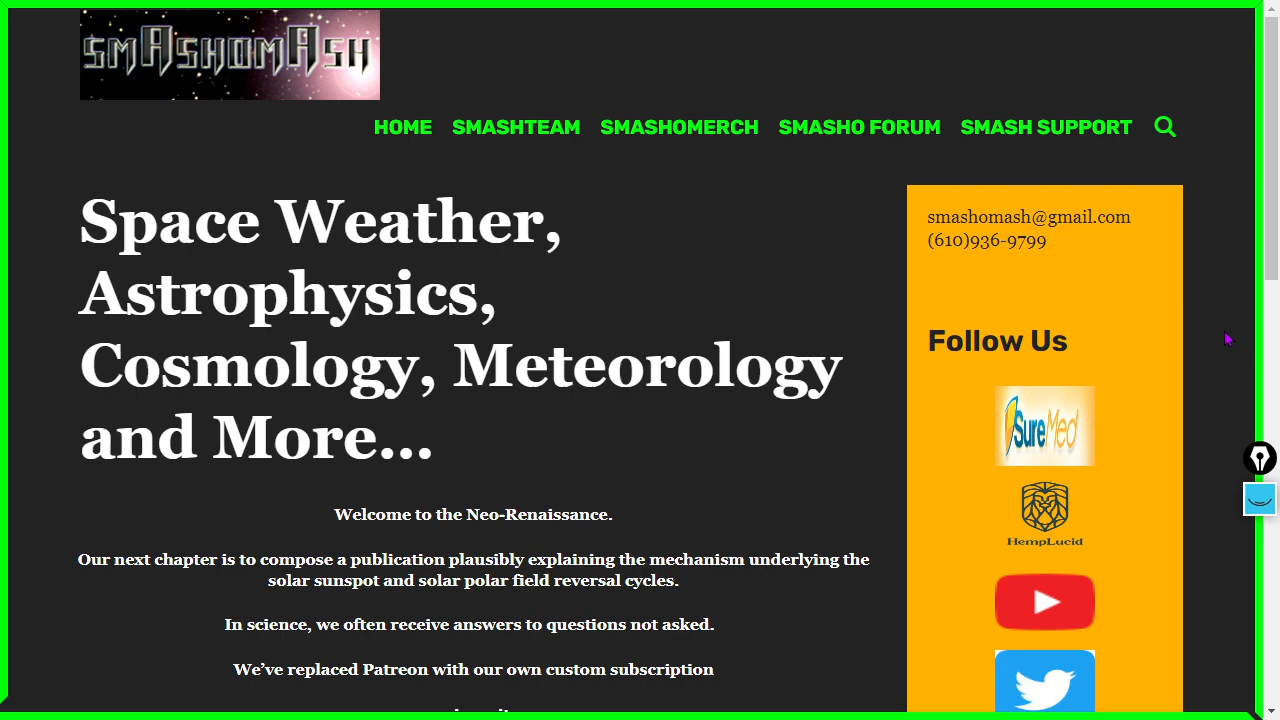 SMASHOMASH
HOME SMASHTEAM SMASHOMERCH SMASHO FORUM SMASH SUPPORT
Space Weather,
Astrophysics,
Cosmology, Meteorology
and More…
Welcome to the Neo-Renaissance.
Our next chapter is to compose a publication plausibly explaining the mechanism underlying the
solar sunspot and solar polar field reversal cycles.
In science, we often receive answers to questions not asked.
We’ve replaced Patreon with our own custom subscription
smashomash@gmail.com
(610)936-9799
Follow Us
SureMed
HempLucid